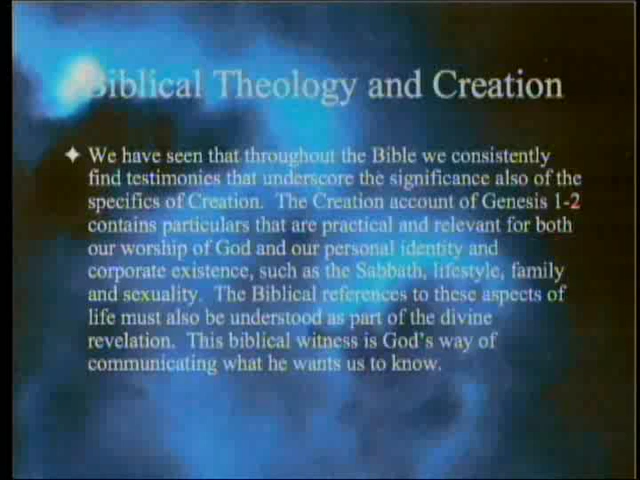 Biblical Theology and Creation
We have seen that throughout the Bible we consistently
find testimonies that underscore the significance also of the
specifics of Creation. The Creation account of Genesis 1-2
contains particulars that are practical and relevant for both
our worship of God and our personal identity and
corporate existence, such as the Sabbath, lifestyle, family
and sexuality. The Biblical references to these aspects of
life must also be understood as part of the divine
revelation. This biblical witness is God's way of
communicating what he wants us to know.